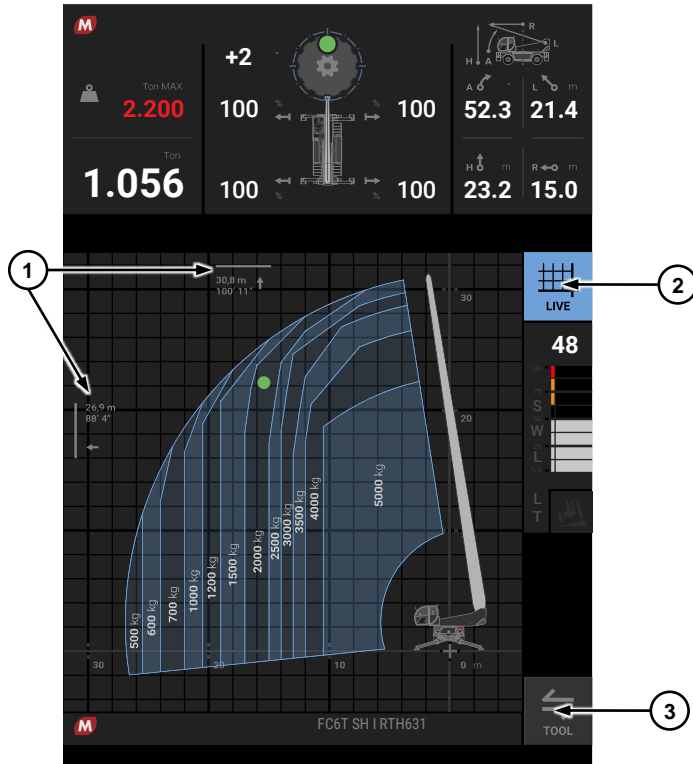 M
Ton MAX
2.200
Ton
1.056
+2
100 %
% 100
100 %
% 100
H A R L
A L m
52.3 21.4
H m R m
23.2 15.0
1
30,8 m
100' 11"
26,9 m
88' 4"
30
20
500 kg
600 kg
700 kg
1000 kg
1200 kg
1500 kg
2000 kg
2500 kg
3000 kg
3500 kg
4000 kg
5000 kg
30
20
10
0 m
2
LIVE
48
100
75
50
S
W
L
L
T
3
TOOL
M
FC6T SH I RTH631